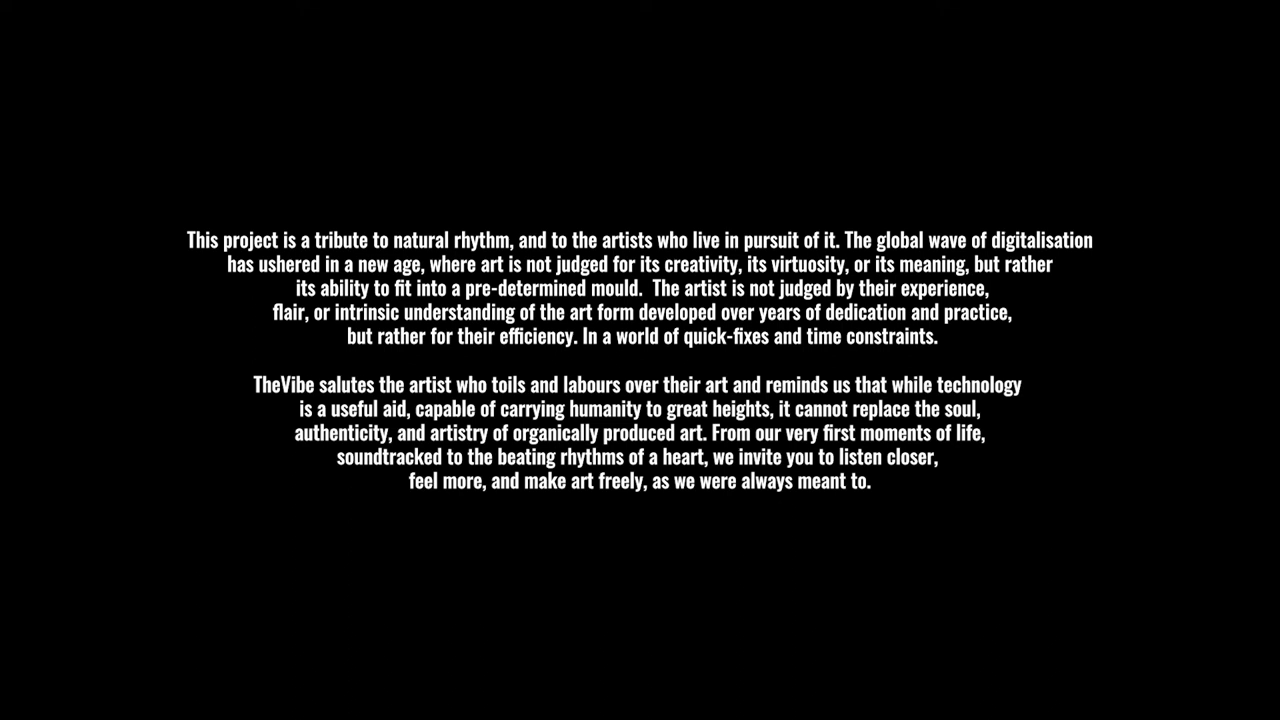 This project is a tribute to natural rhythm, and to the artists who live in pursuit of it. The global wave of digitalisation
has ushered in a new age, where art is not judged for its creativity, its virtuosity, or its meaning, but rather
its ability to fit into a pre-determined mould.  The artist is not judged by their experience,
flair, or intrinsic understanding of the art form developed over years of dedication and practice,
but rather for their efficiency. In a world of quick-fixes and time constraints.
TheVibe salutes the artist who toils and labours over their art and reminds us that while technology
is a useful aid, capable of carrying humanity to great heights, it cannot replace the soul,
authenticity, and artistry of organically produced art. From our very first moments of life,
soundtracked to the beating rhythms of a heart, we invite you to listen closer,
feel more, and make art freely, as we were always meant to.